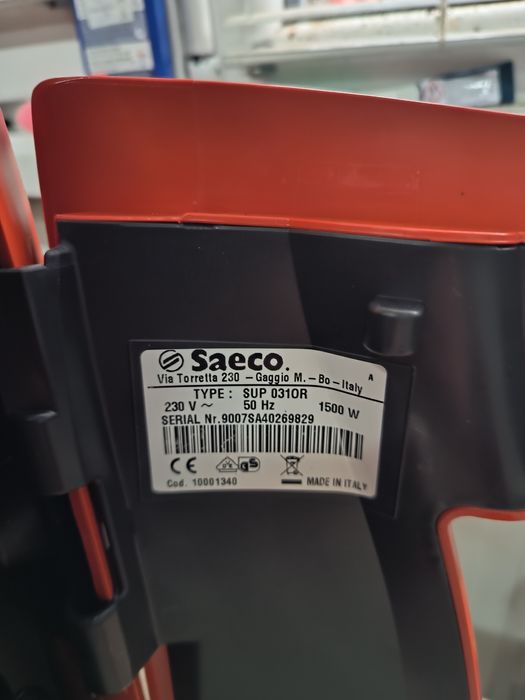 Saeco.
Via Torretta 230 – Gaggio M. – Bo – Italy
A
TYPE: SUP 031OR
230 V ~ 50 Hz 1500 W
SERIAL Nr.9007SA40269829
CE GS
Cod. 10001340 MADE IN ITALY